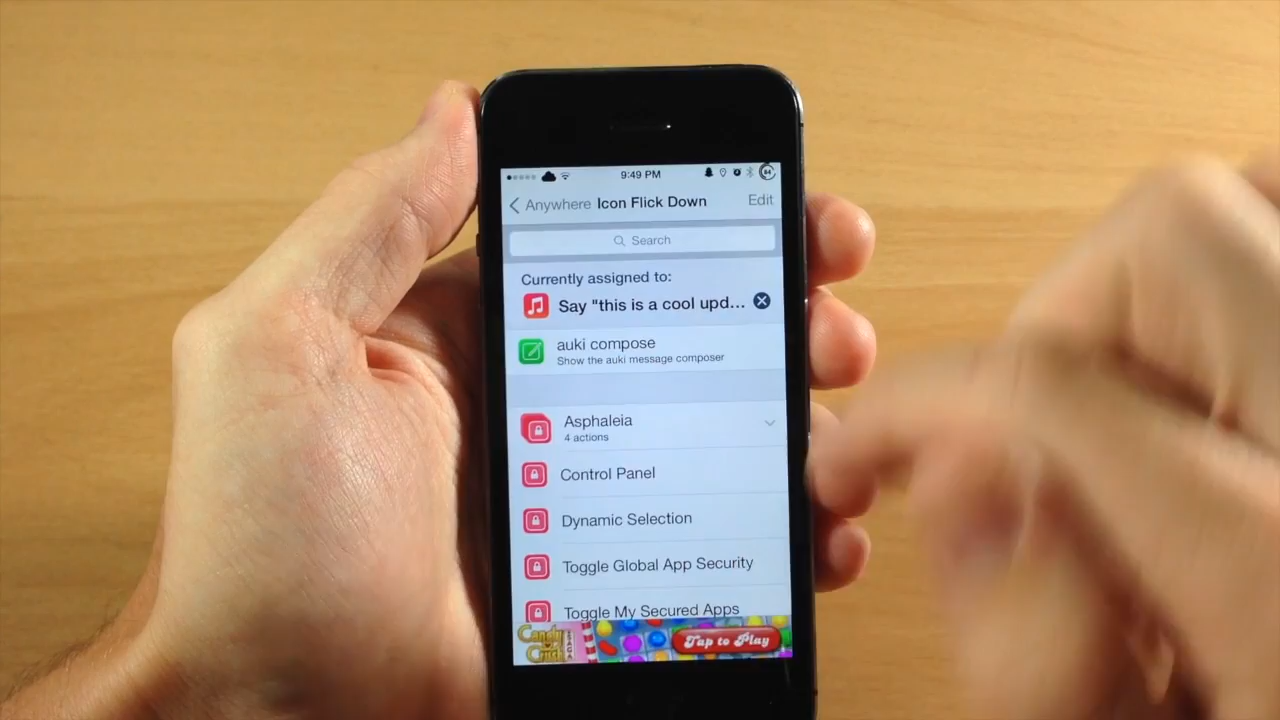 9:49 PM
Anywhere Icon Flick Down Edit
Search
Currently assigned to:
Say "this is a cool upd...
auki compose
Show the auki message composer
Asphaleia
4 actions
Control Panel
Dynamic Selection
Toggle Global App Security
Toggle My Secured Apps
Candy
Crush
Tap to Play